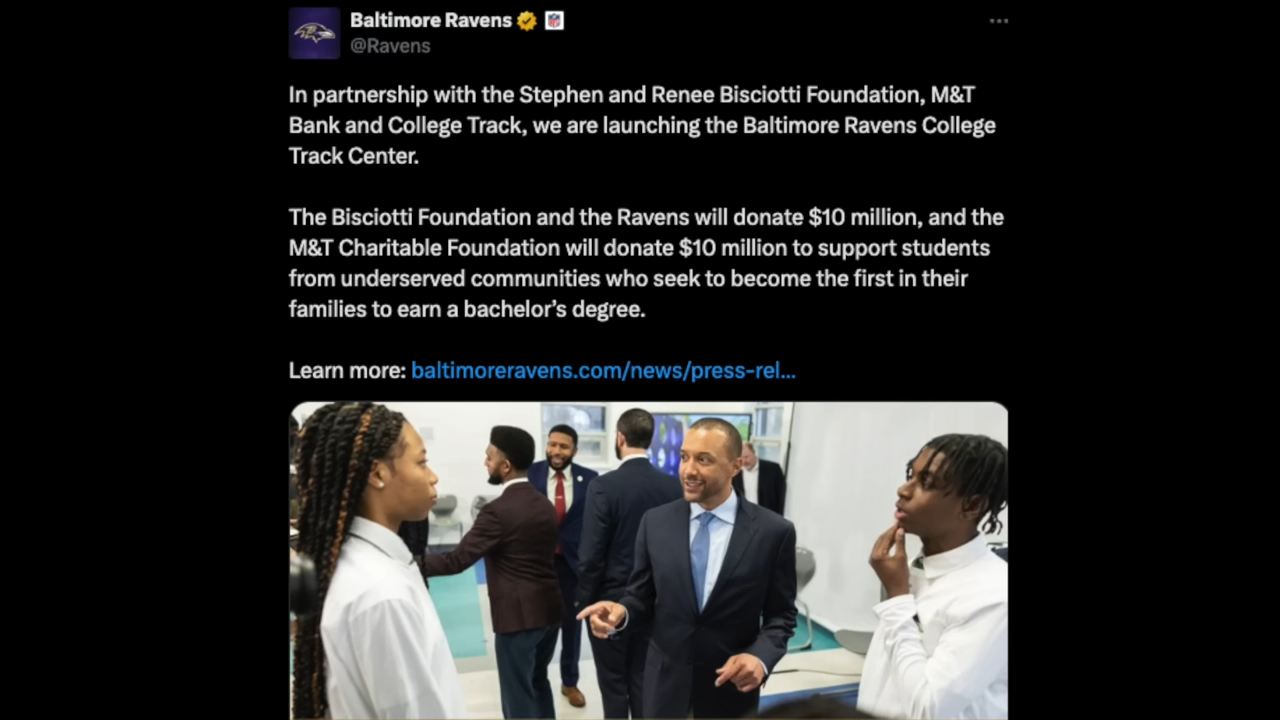 Baltimore Ravens
@Ravens
In partnership with the Stephen and Renee Bisciotti Foundation, M&T
Bank and College Track, we are launching the Baltimore Ravens College
Track Center.
The Bisciotti Foundation and the Ravens will donate $10 million, and the
M&T Charitable Foundation will donate $10 million to support students
from underserved communities who seek to become the first in their
families to earn a bachelor’s degree.
Learn more: baltimoreravens.com/news/press-rel...